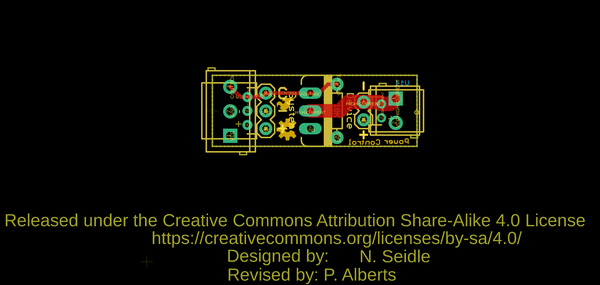 Device
Power Control
Released under the Creative Commons Attribution Share-Alike 4.0 License
https://creativecommons.org/licenses/by-sa/4.0/
Designed by: N. Seidle
Revised by: P. Alberts